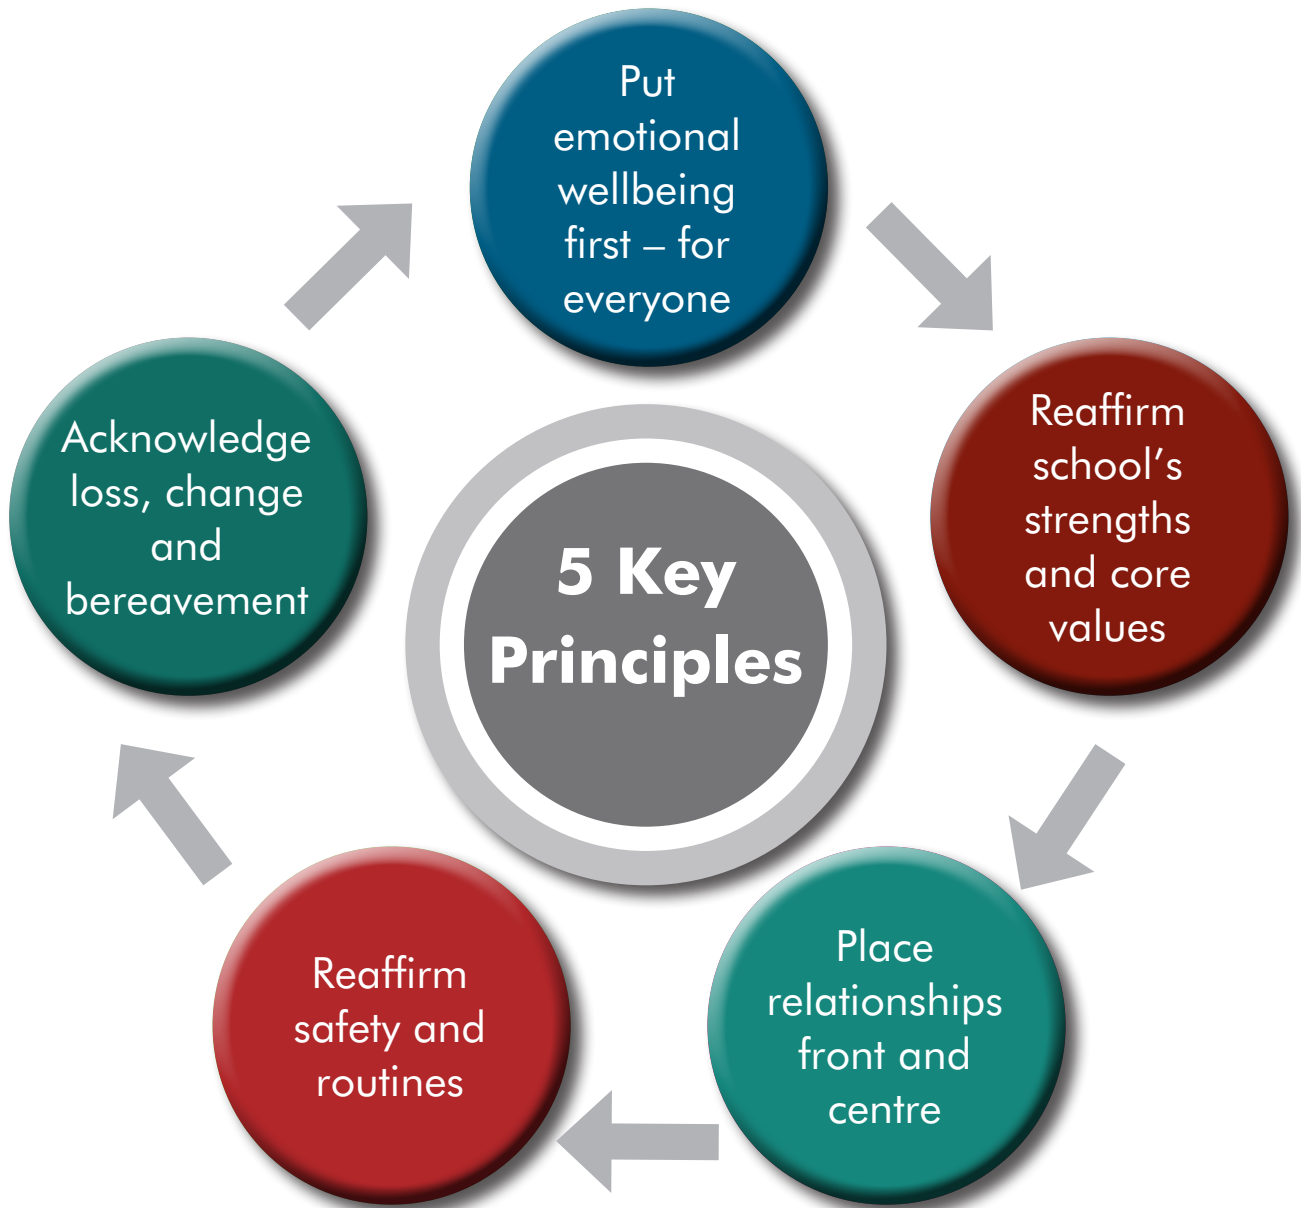 Put
emotional
wellbeing
first – for
everyone
Reaffirm
school’s
strengths
and core
values
Place
relationships
front and
centre
Reaffirm
safety and
routines
Acknowledge
loss, change
and
bereavement
5 Key
Principles